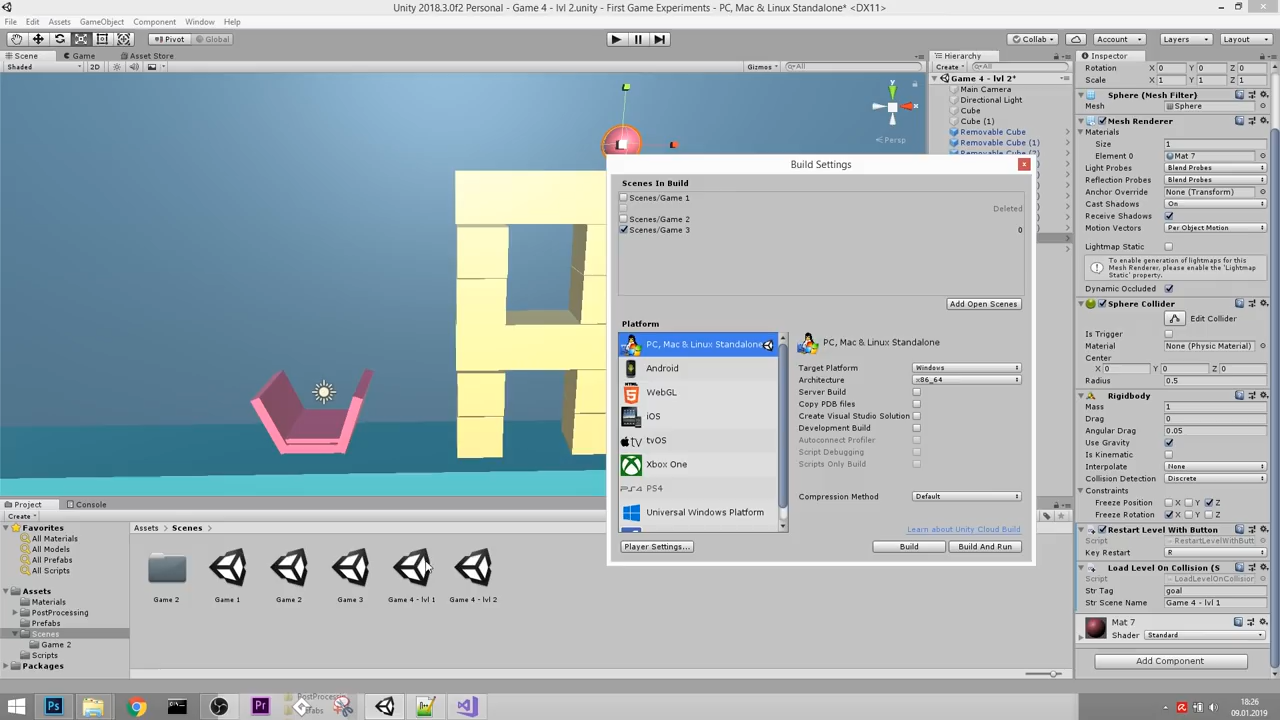 Unity 2018.3.0f2 Personal - Game 4 - lvl 2.unity - First Game Experiments - PC, Mac & Linux Standalone* <DX11>
File Edit Assets GameObject Component Window Help
Pivot Global Collab Account Layers Layout
Scene Game Asset Store
Shaded 2D Gizmos All
y
x
Persp
Hierarchy
Create All
Game 4 - lvl 2*
Main Camera
Directional Light
Cube
Cube (1)
Removable Cube
Removable Cube (1)
Build Settings
Scenes In Build
Scenes/Game 1
Deleted
Scenes/Game 2
Scenes/Game 3 0
Add Open Scenes
Platform
PC, Mac & Linux Standalone
Android
WebGL
iOS
tv tvOS
Xbox One
PS4
Universal Windows Platform
PC, Mac & Linux Standalone
Target Platform Windows
Architecture x86_64
Server Build
Copy PDB files
Create Visual Studio Solution
Development Build
Autoconnect Profiler
Script Debugging
Scripts Only Build
Compression Method Default
Learn about Unity Cloud Build
Player Settings... Build Build And Run
Inspector
Rotation X 0 Y 0 Z 0
Scale X 1 Y 1 Z 1
Sphere (Mesh Filter)
Mesh Sphere
Mesh Renderer
Materials
Size 1
Element 0 Mat 7
Light Probes Blend Probes
Reflection Probes Blend Probes
Anchor Override None (Transform)
Cast Shadows On
Receive Shadows
Motion Vectors Per Object Motion
Lightmap Static
To enable generation of lightmaps for this Mesh Renderer, please enable the 'Lightmap Static' property.
Dynamic Occluded
Sphere Collider
Edit Collider
Is Trigger
Material None (Physic Material)
Center
X 0 Y 0 Z 0
Radius 0.5
Rigidbody
Mass 1
Drag 0
Angular Drag 0.05
Use Gravity
Is Kinematic
Interpolate None
Collision Detection Discrete
Constraints
Freeze Position X Y Z
Freeze Rotation X Y Z
Restart Level With Button
Script RestartLevelWithButt
Key Restart R
Load Level On Collision (S
Script LoadLevelOnCollision
Str Tag goal
Str Scene Name Game 4 - lvl 1
Mat 7
Shader Standard
Add Component
Project Console
Create
Favorites
All Materials
All Models
All Prefabs
All Scripts
Assets
Materials
PostProcessing
Prefabs
Scenes
Game 2
Scripts
Packages
Assets Scenes
Game 2 Game 1 Game 2 Game 3 Game 4 - lvl 1 Game 4 - lvl 2
PostProcessing
Ps Pr
18:26
09.01.2019